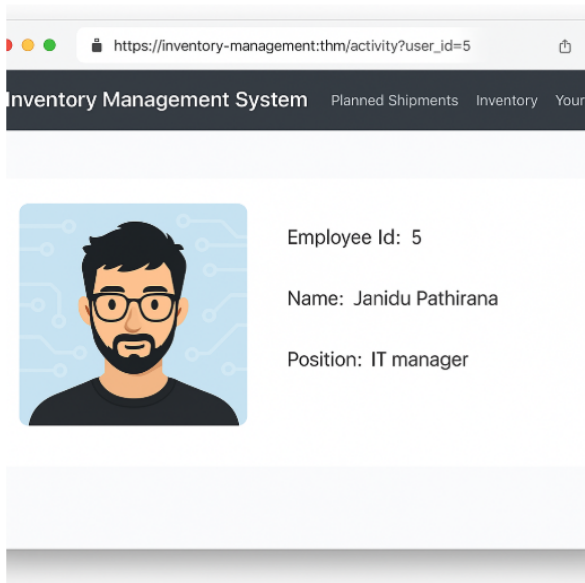 https://inventory-management:thm/activity?user_id=5
Inventory Management System Planned Shipments Inventory Your
Employee Id: 5
Name: Janidu Pathirana
Position: IT manager